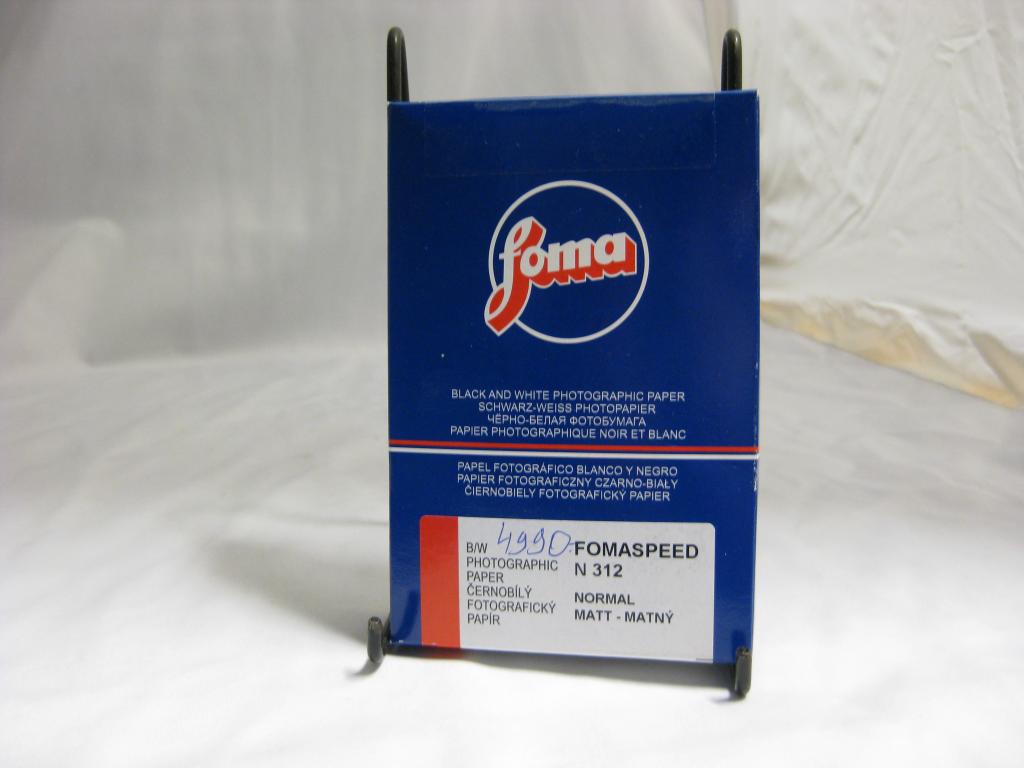 foma
BLACK AND WHITE PHOTOGRAPHIC PAPER
SCHWARZ-WEISS PHOTOPAPIER
ЧЁРНО-БЕЛАЯ ФОТОБУМАГА
PAPIER PHOTOGRAPHIQUE NOIR ET BLANC
PAPEL FOTOGRÁFICO BLANCO Y NEGRO
PAPIER FOTOGRAFICZNY CZARNO-BIAŁY
ČIERNOBIELY FOTOGRAFICKÝ PAPIER
4990.-
B/W
PHOTOGRAPHIC
PAPER
ČERNOBÍLÝ
FOTOGRAFICKÝ
PAPÍR
FOMASPEED
N 312
NORMAL
MATT - MATNÝ